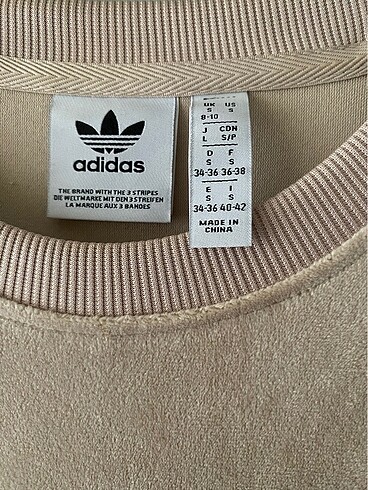 adidas
THE BRAND WITH THE 3 STRIPES
DIE WELTMARKE MIT DEN 3 STREIFEN
LA MARQUE AUX 3 BANDES
UK US
S S
8-10
J CDN
L S/P
D F
S S
34-36 36-38
E I
S S
34-36 40-42
MADE IN
CHINA